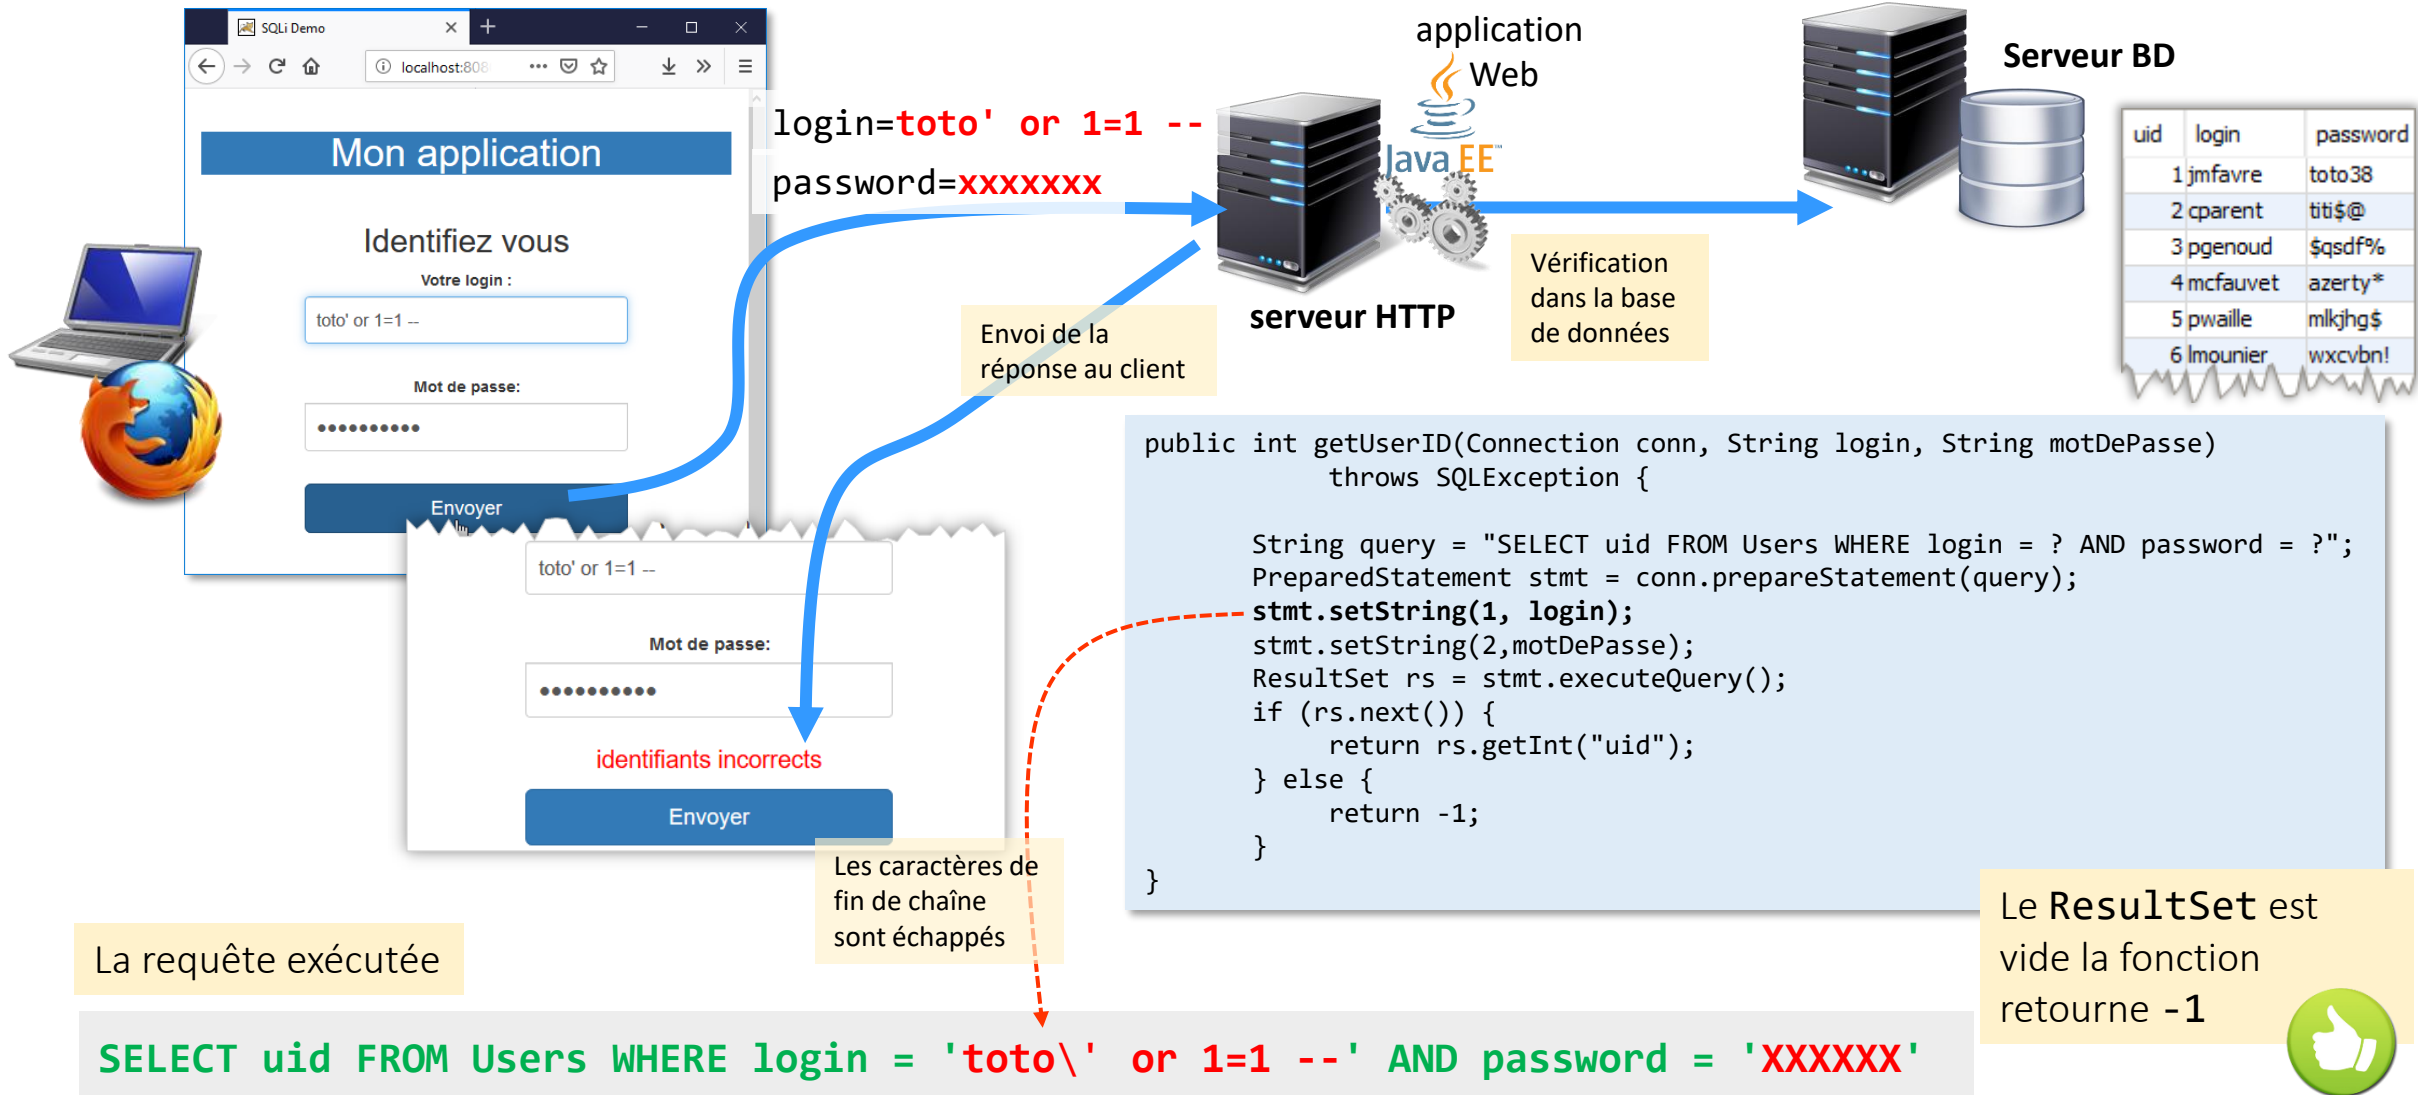 SQLi Demo
localhost:808
Mon application
Identifiez vous
Votre login :
toto' or 1=1 --
Mot de passe:
Envoyer
login=toto' or 1=1 --
password=xxxxxxx
application
Web
Java EE™
serveur HTTP
Serveur BD
uid login password
1 jmfavre toto38
2 cparent titi$@
3 pgenoud $qsdf%
4 mcfauvet azerty*
5 pwaille mlkjhg$
6 lmounier wxcvbn!
Vérification
dans la base
de données
Envoi de la
réponse au client
toto' or 1=1 --
Mot de passe:
identifiants incorrects
Envoyer
public int getUserID(Connection conn, String login, String motDePasse)
throws SQLException {
String query = "SELECT uid FROM Users WHERE login = ? AND password = ?";
PreparedStatement stmt = conn.prepareStatement(query);
stmt.setString(1, login);
stmt.setString(2,motDePasse);
ResultSet rs = stmt.executeQuery();
if (rs.next()) {
return rs.getInt("uid");
} else {
return -1;
}
}
Les caractères de
fin de chaîne
sont échappés
Le ResultSet est
vide la fonction
retourne -1
La requête exécutée
SELECT uid FROM Users WHERE login = 'toto\' or 1=1 --' AND password = 'XXXXXX'